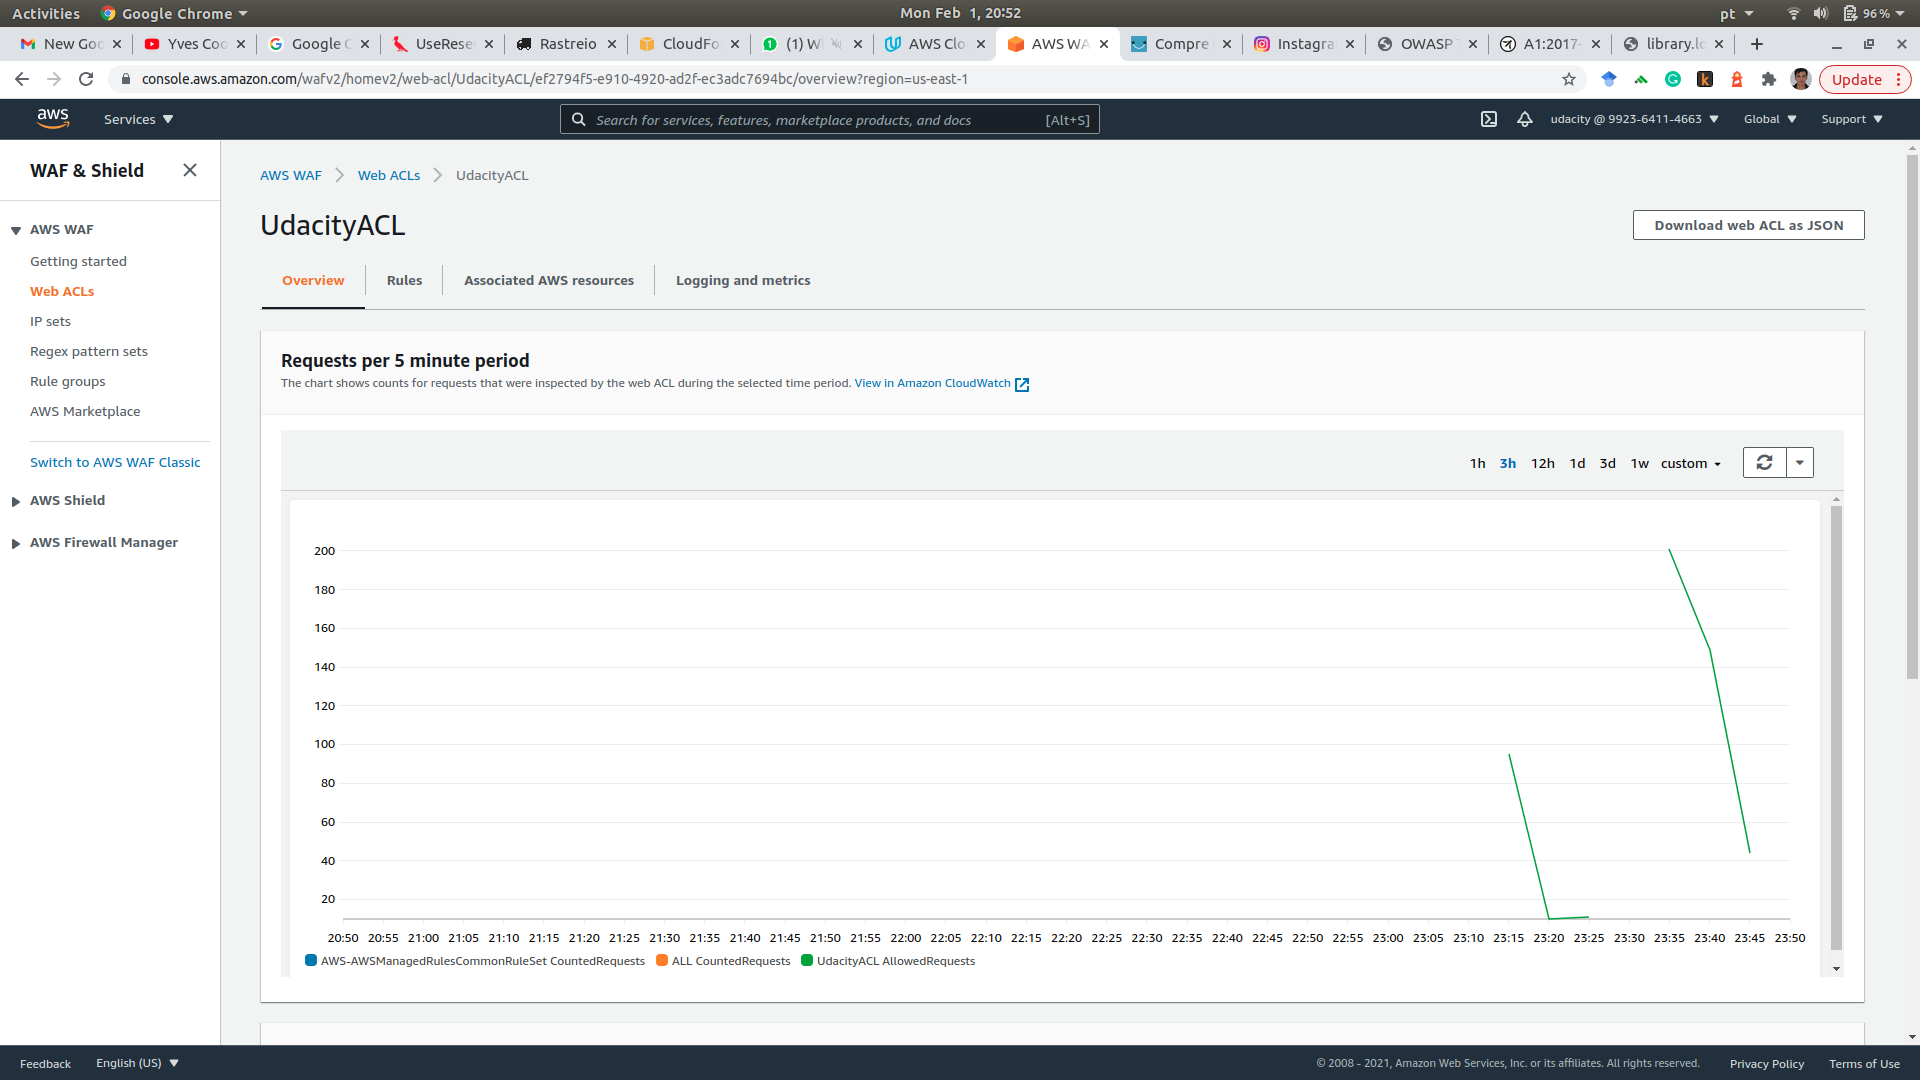 Activities Google Chrome Mon Feb 1, 20:52 pt 96 %
New Goo Yves Coo Google C UseRese Rastreio CloudFo (1) W AWS Clo AWS WA Compre Instagra OWASP T A1:2017- library.lo
console.aws.amazon.com/wafv2/homev2/web-acl/UdacityACL/ef2794f5-e910-4920-ad2f-ec3adc7694bc/overview?region=us-east-1 Update
aws Services Search for services, features, marketplace products, and docs [Alt+S] udacity @ 9923-6411-4663 Global Support
WAF & Shield
AWS WAF
Getting started
Web ACLs
IP sets
Regex pattern sets
Rule groups
AWS Marketplace
Switch to AWS WAF Classic
AWS Shield
AWS Firewall Manager
AWS WAF Web ACLs UdacityACL
UdacityACL
Download web ACL as JSON
Overview Rules Associated AWS resources Logging and metrics
Requests per 5 minute period
The chart shows counts for requests that were inspected by the web ACL during the selected time period. View in Amazon CloudWatch
1h 3h 12h 1d 3d 1w custom
200
180
160
140
120
100
80
60
40
20
20:50 20:55 21:00 21:05 21:10 21:15 21:20 21:25 21:30 21:35 21:40 21:45 21:50 21:55 22:00 22:05 22:10 22:15 22:20 22:25 22:30 22:35 22:40 22:45 22:50 22:55 23:00 23:05 23:10 23:15 23:20 23:25 23:30 23:35 23:40 23:45 23:50
AWS-AWSManagedRulesCommonRuleSet CountedRequests ALL CountedRequests UdacityACL AllowedRequests
Feedback English (US) © 2008 - 2021, Amazon Web Services, Inc. or its affiliates. All rights reserved. Privacy Policy Terms of Use